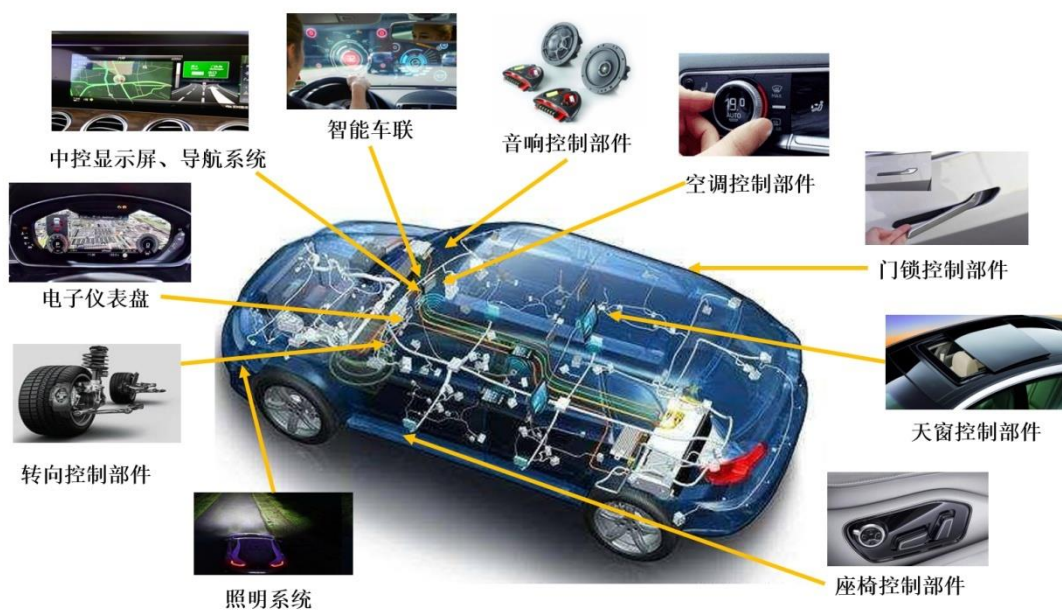 智能车联
音响控制部件
中控显示屏、导航系统
空调控制部件
19.0
AUTO
门锁控制部件
电子仪表盘
天窗控制部件
转向控制部件
座椅控制部件
照明系统